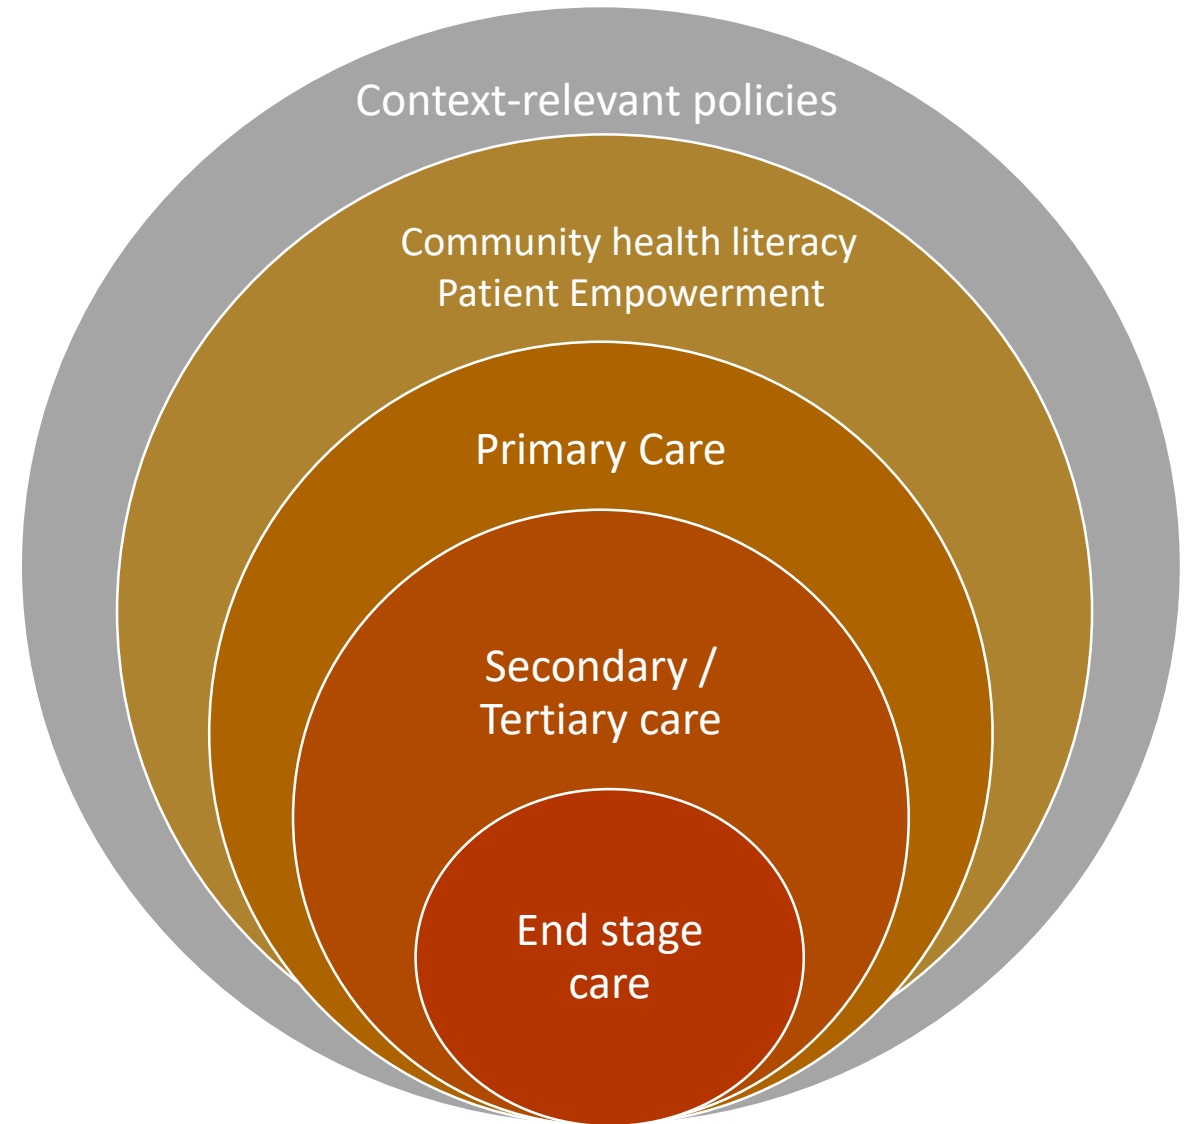 Context-relevant policies
Community health literacy
Patient Empowerment
Primary Care
Secondary /
Tertiary care
End stage
care